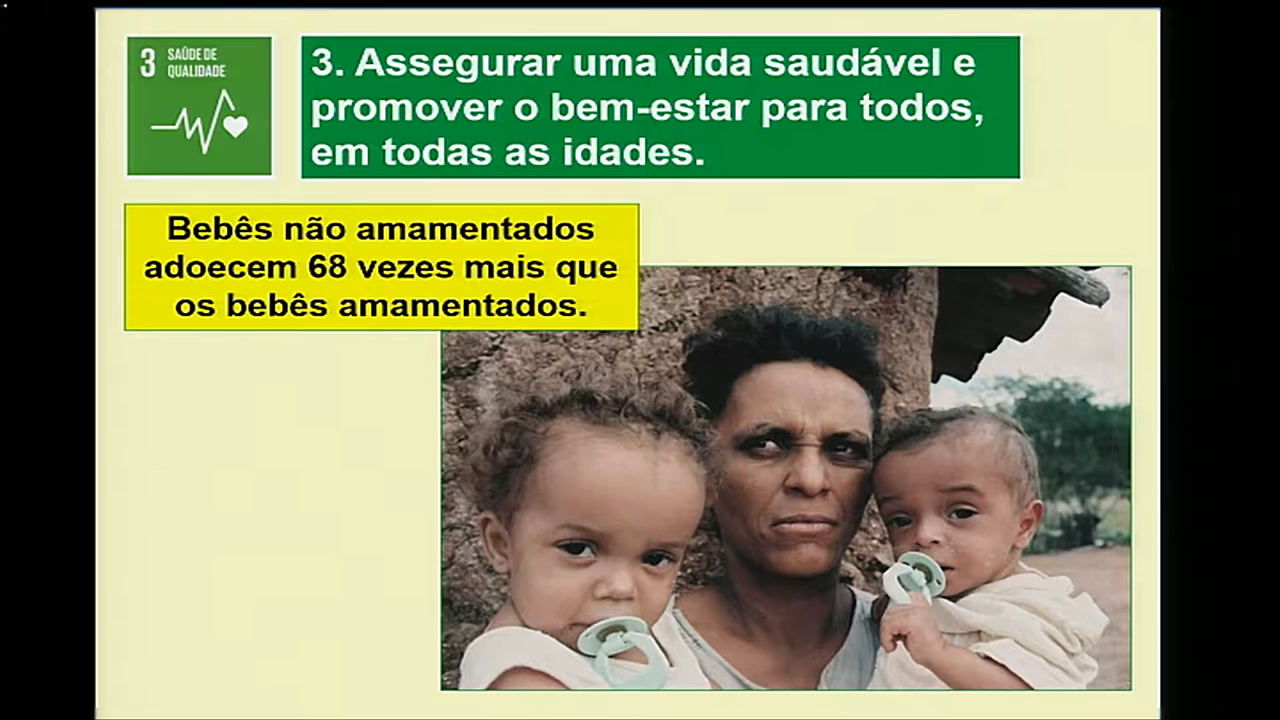 3 SAÚDE DE
QUALIDADE
3. Assegurar uma vida saudável e
promover o bem-estar para todos,
em todas as idades.
Bebês não amamentados
adoecem 68 vezes mais que
os bebês amamentados.